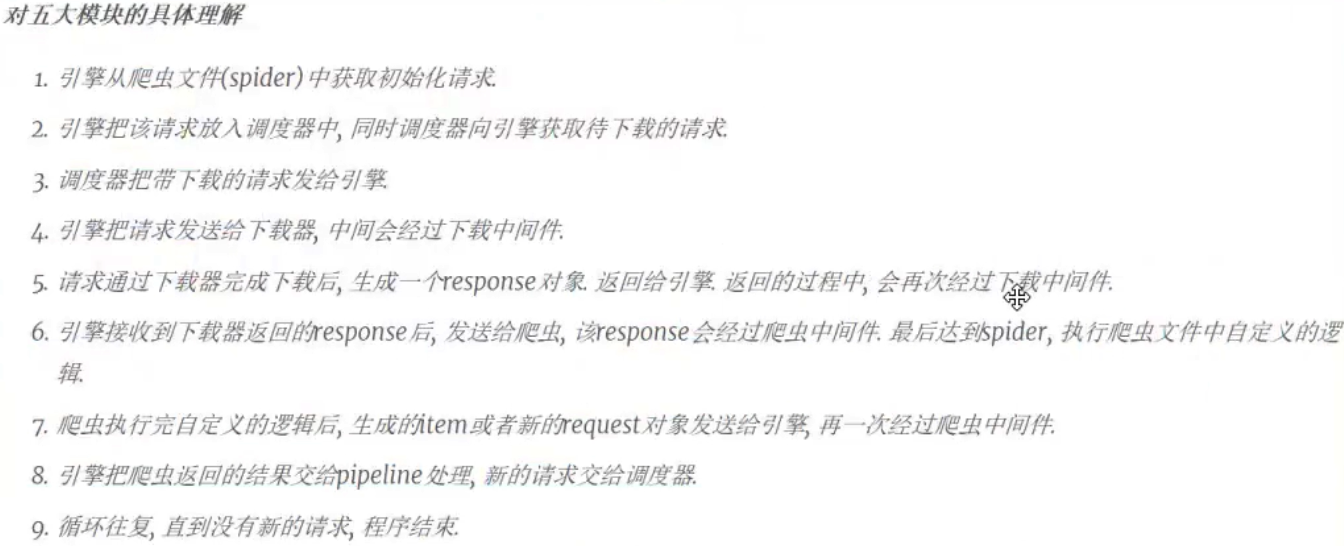 对五大模块的具体理解
1. 引擎从爬虫文件(spider)中获取初始化请求.
2. 引擎把该请求放入调度器中, 同时调度器向引擎获取待下载的请求.
3. 调度器把带下载的请求发给引擎.
4. 引擎把请求发送给下载器, 中间会经过下载中间件.
5. 请求通过下载器完成下载后, 生成一个response对象. 返回给引擎. 返回的过程中, 会再次经过下载中间件.
6. 引擎接收到下载器返回的response后, 发送给爬虫, 该response会经过爬虫中间件. 最后达到spider, 执行爬虫文件中自定义的逻
辑.
7. 爬虫执行完自定义的逻辑后, 生成的item或者新的request对象发送给引擎, 再一次经过爬虫中间件.
8. 引擎把爬虫返回的结果交给pipeline处理, 新的请求交给调度器.
9. 循环往复, 直到没有新的请求, 程序结束.